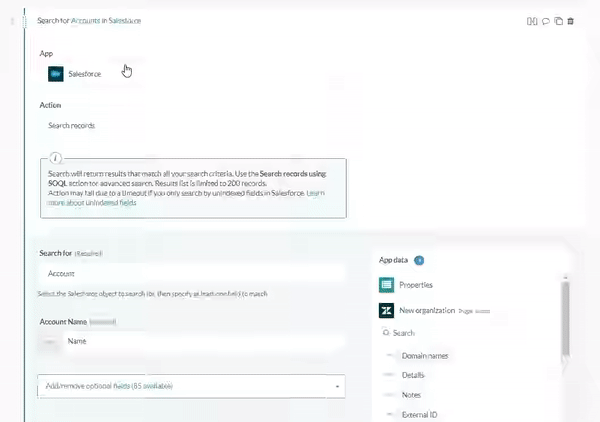 Search for Accounts in Salesforce
App
Salesforce
Action
Search records
Search will return results that match all your search criteria. Use the Search records using
SOQL action for advanced search. Results list is limited to 200 records.
Action may fail due to a timeout if you only search by unindexed fields in Salesforce. Learn
more about unindexed fields
Search for (Required)
Account
Select the Salesforce object to search for, then specify at least one field to match
Account Name
Name
Add/remove optional fields (85 available)
App data
Properties
New organization
Search
Domain names
Details
Notes
External ID